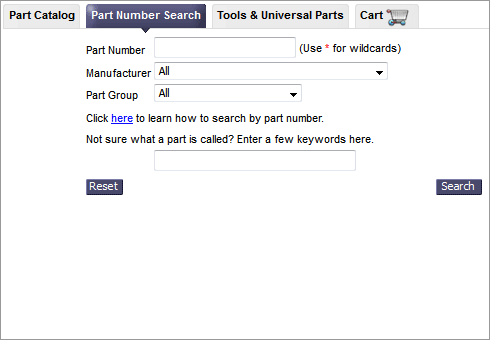 Part Catalog Part Number Search Tools & Universal Parts Cart
Part Number (Use * for wildcards)
Manufacturer All
Part Group All
Click here to learn how to search by part number.
Not sure what a part is called? Enter a few keywords here.
Reset Search